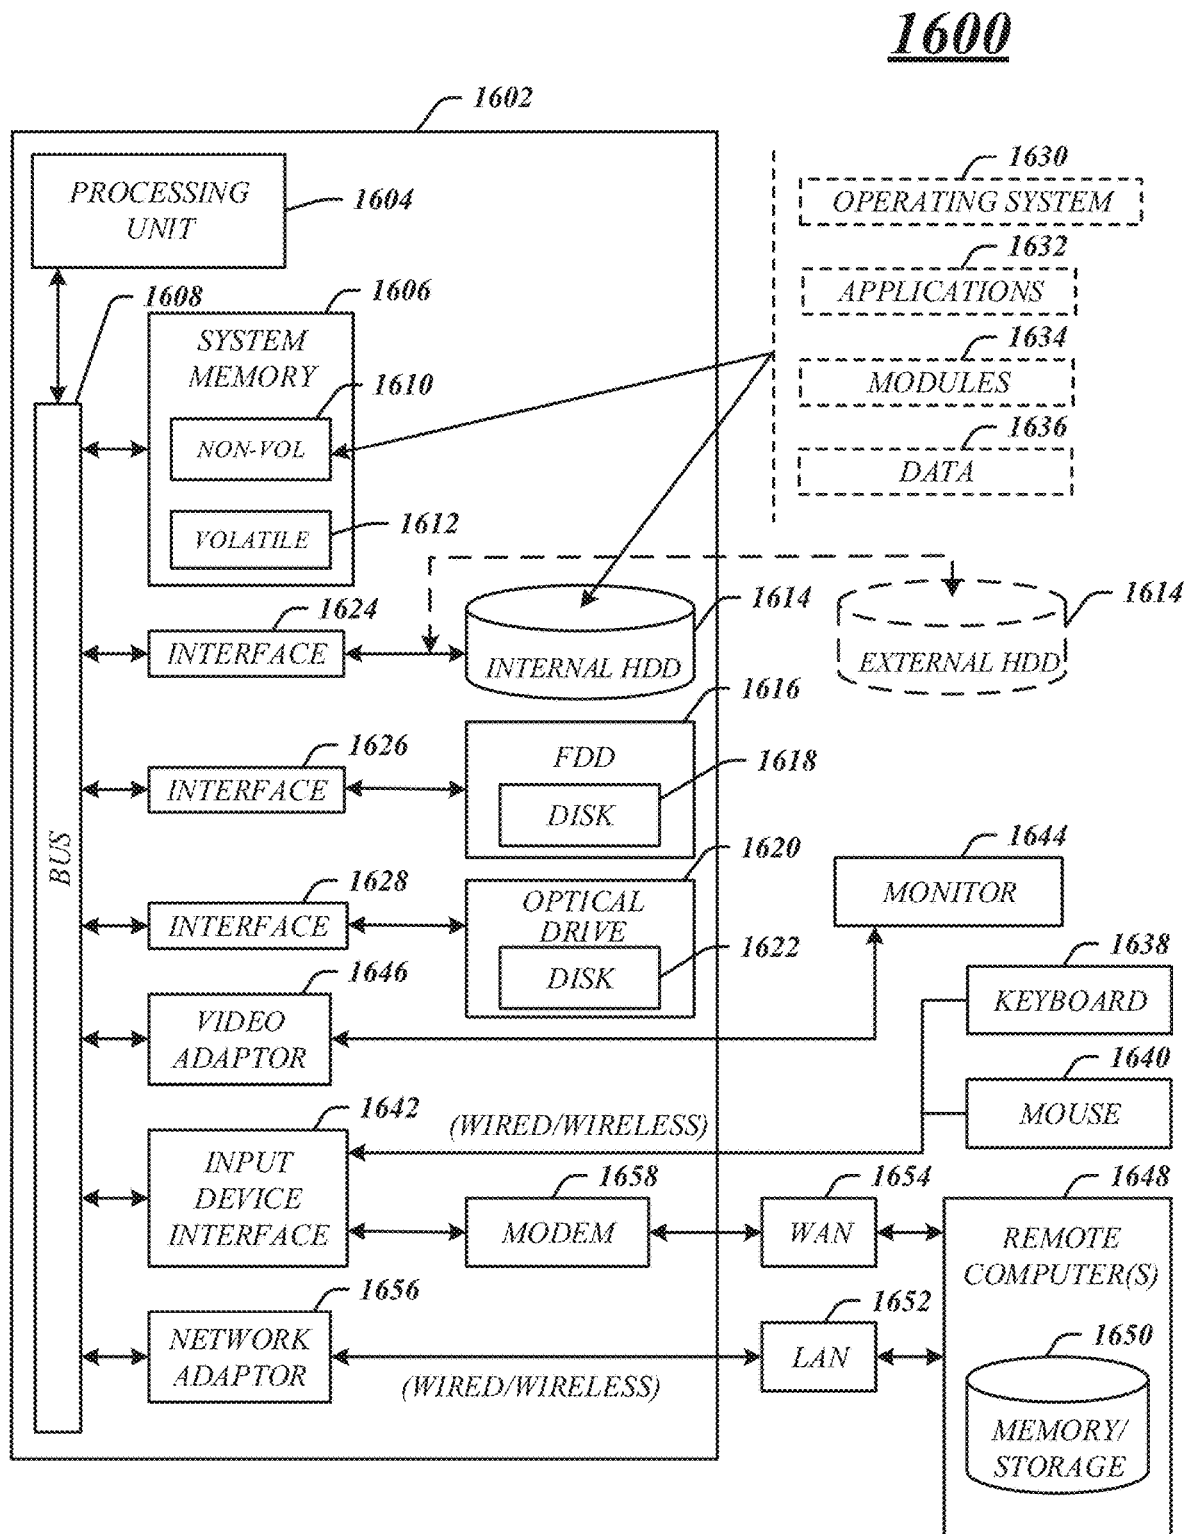 1600
1602
PROCESSING
UNIT
1604
1630
OPERATING SYSTEM
1632
APPLICATIONS
1634
MODULES
1636
DATA
1608
1606
SYSTEM
MEMORY
1610
NON-VOL
1612
VOLATILE
1624
INTERFACE
1614
INTERNAL HDD
1614
EXTERNAL HDD
1616
FDD
1618
DISK
1626
INTERFACE
BUS
1620
OPTICAL
DRIVE
1622
DISK
1628
INTERFACE
1644
MONITOR
1638
KEYBOARD
1646
VIDEO
ADAPTOR
1640
MOUSE
1642
(WIRED/WIRELESS)
INPUT
DEVICE
INTERFACE
1658
MODEM
1654
WAN
1648
REMOTE
COMPUTER(S)
1656
NETWORK
ADAPTOR
(WIRED/WIRELESS)
1652
LAN
1650
MEMORY/
STORAGE